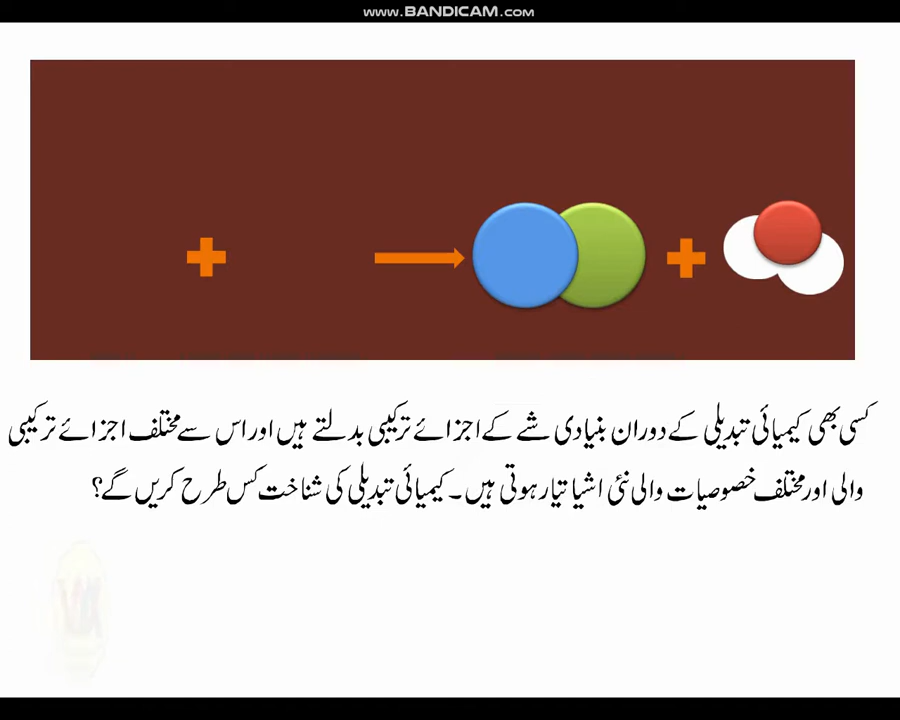 WWW.BANDICAM.COM
کسی بھی کیمیائی تبدیلی کے دوران بنیادی شے کے اجزائے ترکیبی بدلتے ہیں اور اس سے مختلف اجزائے ترکیبی
والی اور مختلف خصوصیات والی نئی اشیا تیار ہوتی ہیں۔ کیمیائی تبدیلی کی شناخت کس طرح کریں گے؟